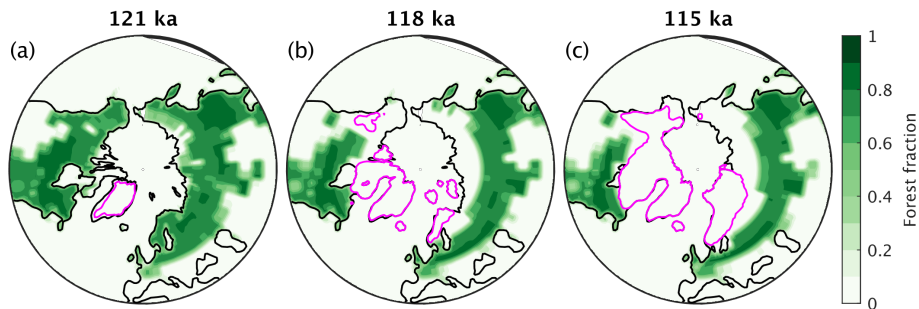 121 ka
118 ka
115 ka
(a)
(b)
(c)
1
0.8
0.6
0.4
0.2
0
Forest fraction